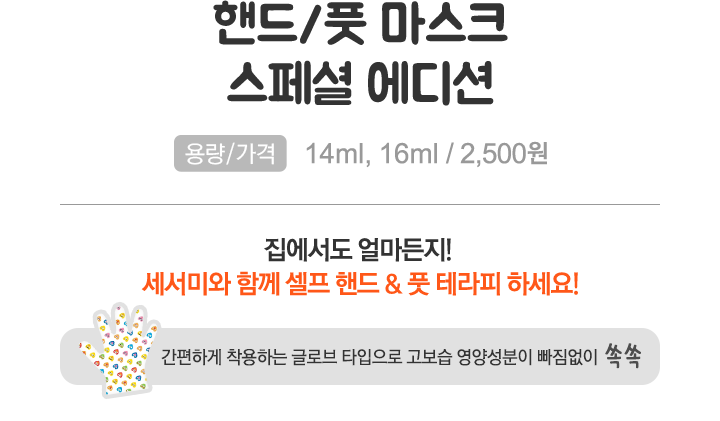 핸드/풋 마스크
스페셜 에디션
용량/가격 14ml, 16ml / 2,500원
집에서도 얼마든지!
세서미와 함께 셀프 핸드 & 풋 테라피 하세요!
간편하게 착용하는 글로브 타입으로 고보습 영양성분이 빠짐없이 쏙쏙